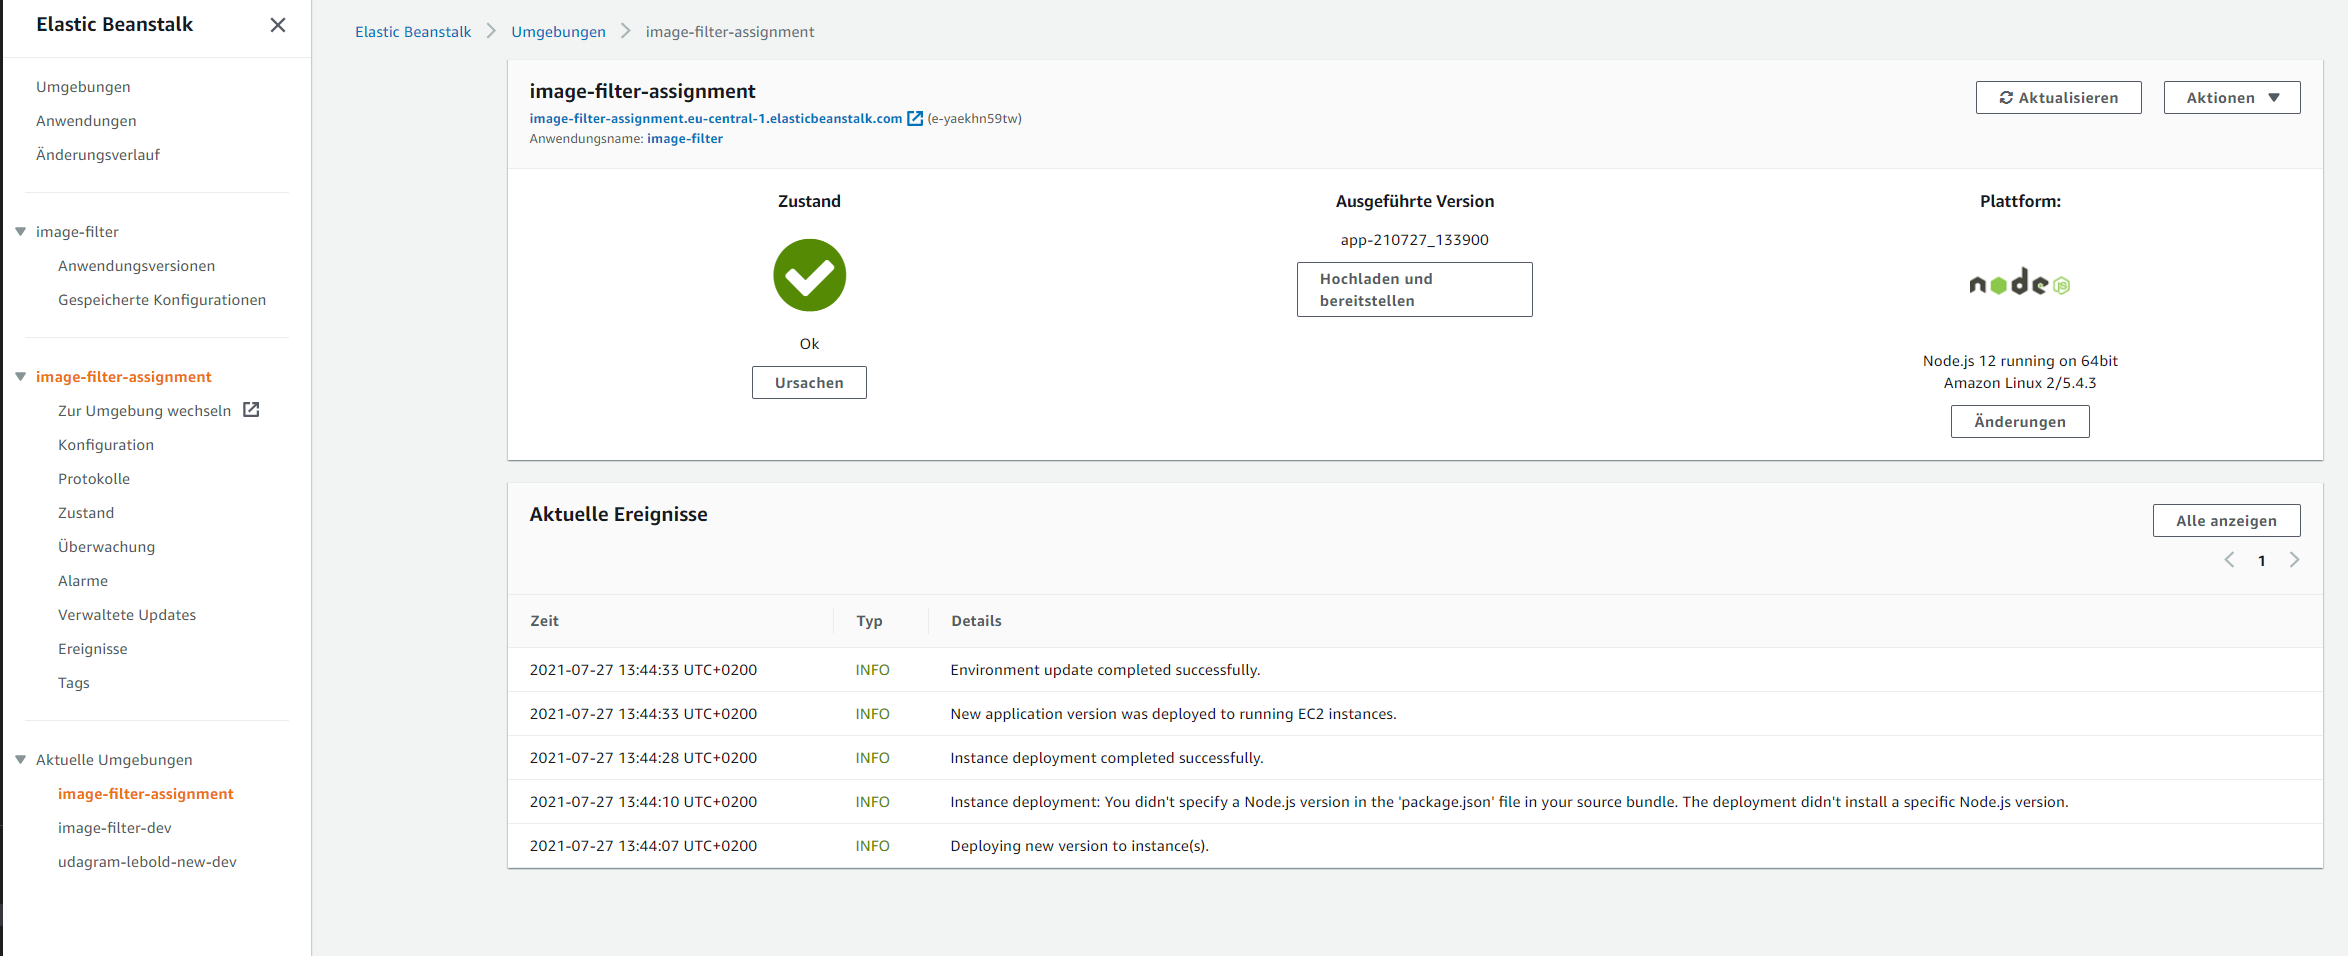 Elastic Beanstalk
Umgebungen
Anwendungen
Änderungsverlauf
image-filter
Anwendungsversionen
Gespeicherte Konfigurationen
image-filter-assignment
Zur Umgebung wechseln
Konfiguration
Protokolle
Zustand
Überwachung
Alarme
Verwaltete Updates
Ereignisse
Tags
Aktuelle Umgebungen
image-filter-assignment
image-filter-dev
udagram-lebold-new-dev
Elastic Beanstalk Umgebungen image-filter-assignment
image-filter-assignment
image-filter-assignment.eu-central-1.elasticbeanstalk.com (e-yaekhn59tw)
Anwendungsname: image-filter
Aktualisieren
Aktionen
Zustand
Ok
Ursachen
Ausgeführte Version
app-210727_133900
Hochladen und
bereitstellen
Plattform:
node JS
Node.js 12 running on 64bit
Amazon Linux 2/5.4.3
Änderungen
Aktuelle Ereignisse
Alle anzeigen
1
Zeit Typ Details
2021-07-27 13:44:33 UTC+0200 INFO Environment update completed successfully.
2021-07-27 13:44:33 UTC+0200 INFO New application version was deployed to running EC2 instances.
2021-07-27 13:44:28 UTC+0200 INFO Instance deployment completed successfully.
2021-07-27 13:44:10 UTC+0200 INFO Instance deployment: You didn't specify a Node.js version in the 'package.json' file in your source bundle. The deployment didn't install a specific Node.js version.
2021-07-27 13:44:07 UTC+0200 INFO Deploying new version to instance(s).